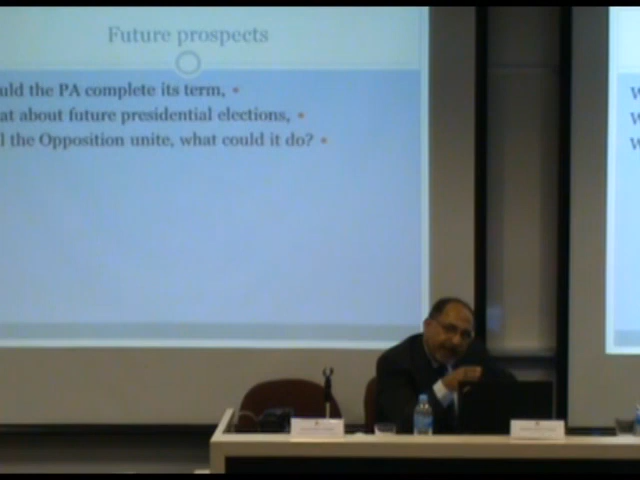 Future prospects
uld the PA complete its term, •
at about future presidential elections, •
l the Opposition unite, what could it do? •
W
W
W